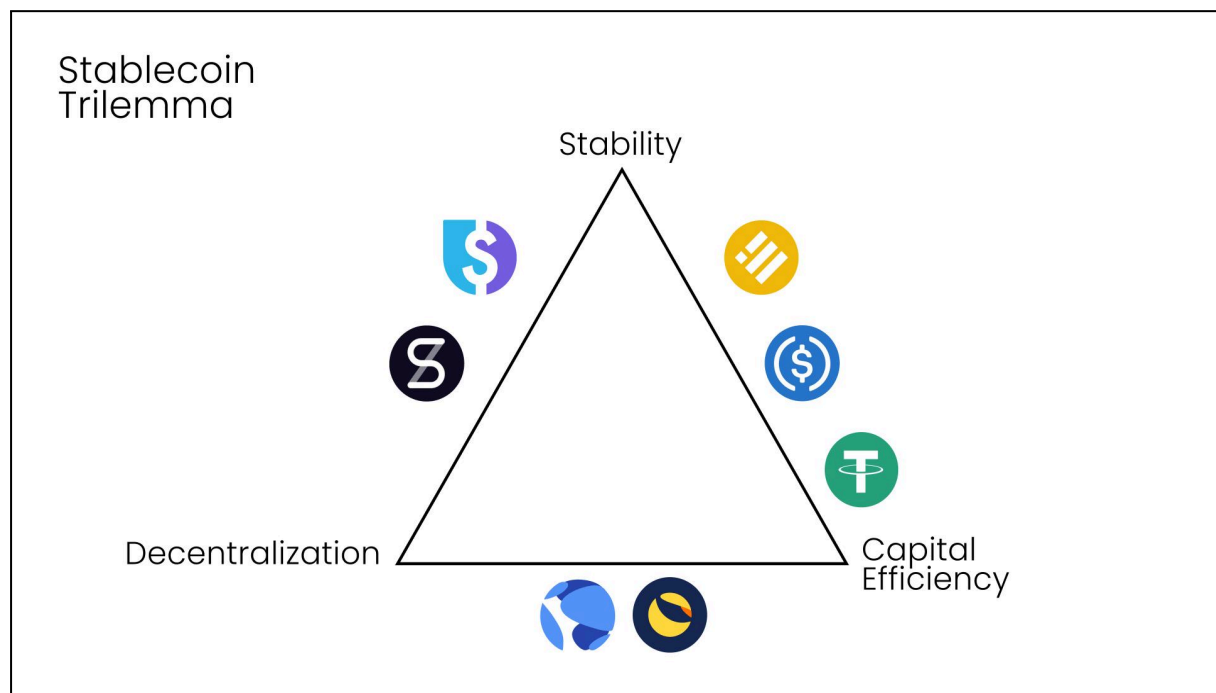 Stablecoin
Trilemma
Stability
Decentralization
Capital
Efficiency